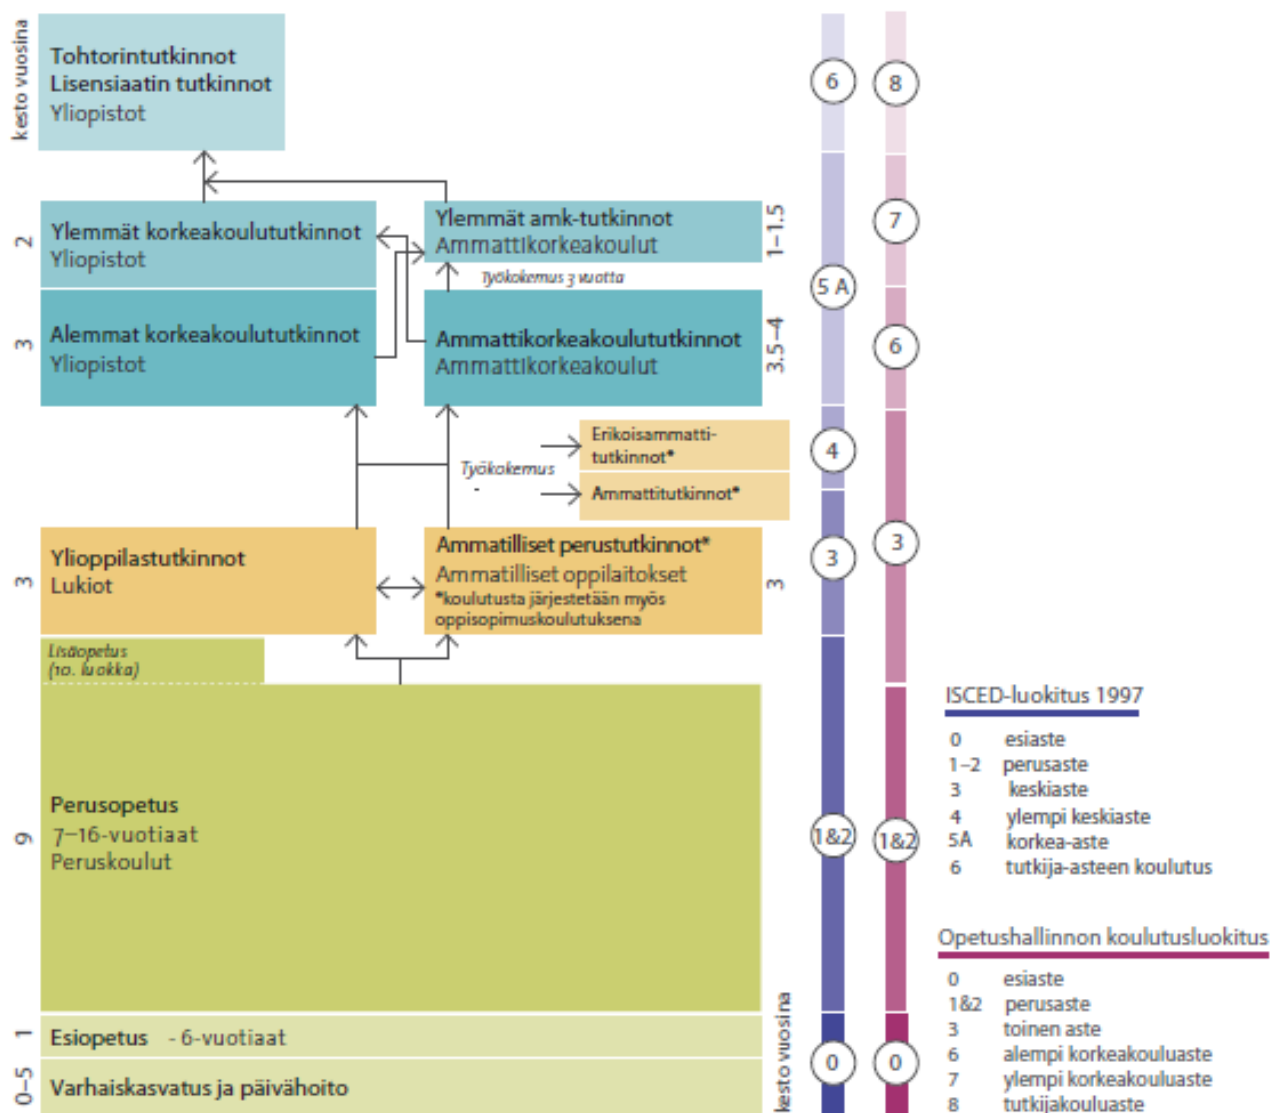 kesto vuosina
Tohtorintutkinnot
Lisensiaatin tutkinnot
Yliopistot
6
8
2
Ylemmät korkeakoulututkinnot
Yliopistot
Ylemmät amk-tutkinnot
Ammattikorkeakoulut
1–1.5
7
Työkokemus 3 vuotta
5 A
3
Alemmat korkeakoulututkinnot
Yliopistot
Ammattikorkeakoulututkinnot
Ammattikorkeakoulut
3.5–4
6
Työkokemus
-
Erikoisammatti-
tutkinnot*
Ammattitutkinnot*
4
3
Ylioppilastutkinnot
Lukiot
Ammatilliset perustutkinnot*
Ammatilliset oppilaitokset
*koulutusta järjestetään myös
oppisopimuskoulutuksena
3
3
3
Lisäopetus
(10. luokka)
9
Perusopetus
7–16-vuotiaat
Peruskoulut
1&2
1&2
1
Esiopetus - 6-vuotiaat
0–5
Varhaiskasvatus ja päivähoito
kesto vuosina
0
0
ISCED-luokitus 1997
0 esiaste
1–2 perusaste
3 keskiaste
4 ylempi keskiaste
5A korkea-aste
6 tutkija-asteen koulutus
Opetushallinnon koulutusluokitus
0 esiaste
1&2 perusaste
3 toinen aste
6 alempi korkeakouluaste
7 ylempi korkeakouluaste
8 tutkijakouluaste